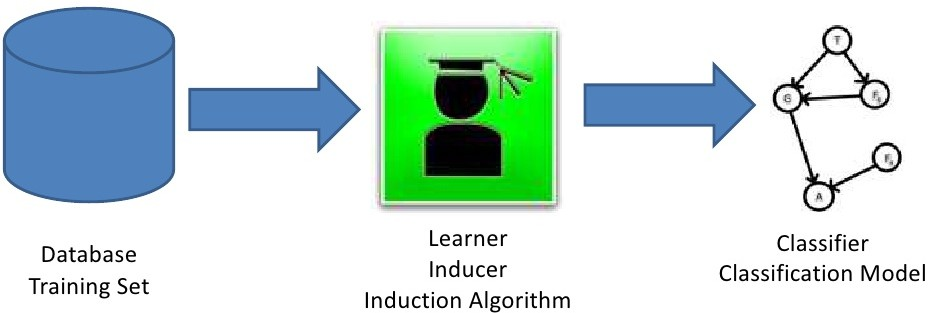 T
G
A
Database
Training Set
Learner
Inducer
Induction Algorithm
Classifier
Classification Model